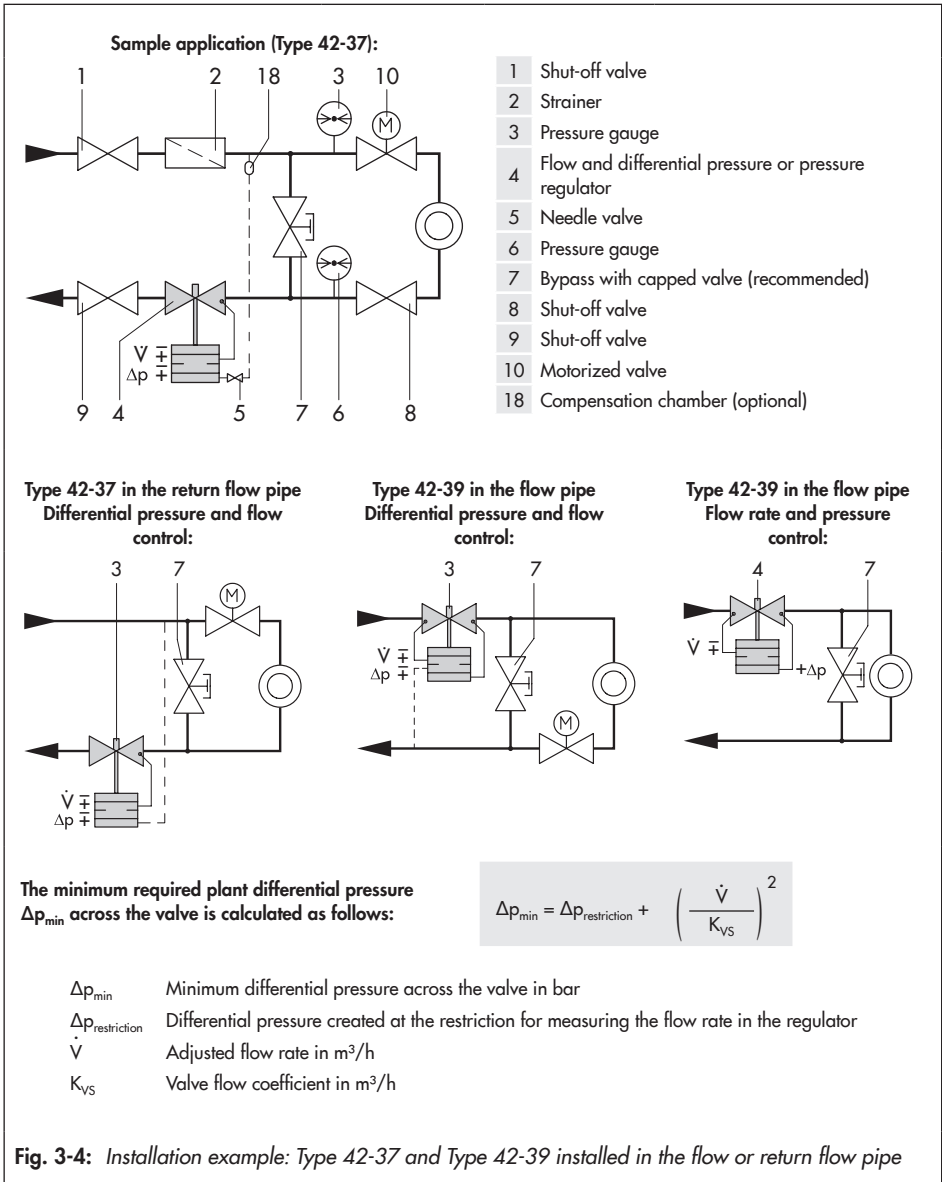 Sample application (Type 42-37):
1 2 18 3 10
M
V̇ ∓
Δp ∓
9 4 5 7 6 8
1 Shut-off valve
2 Strainer
3 Pressure gauge
4 Flow and differential pressure or pressure
regulator
5 Needle valve
6 Pressure gauge
7 Bypass with capped valve (recommended)
8 Shut-off valve
9 Shut-off valve
10 Motorized valve
18 Compensation chamber (optional)
Type 42-37 in the return flow pipe
Differential pressure and flow
control:
3 7
M
V̇ ∓
Δp ∓
Type 42-39 in the flow pipe
Differential pressure and flow
control:
3 7
V̇ ∓
Δp ∓
M
Type 42-39 in the flow pipe
Flow rate and pressure
control:
4 7
V̇ ∓
+Δp
The minimum required plant differential pressure
Δp_min across the valve is calculated as follows:
Δp_min = Δp_restriction + (V̇ / K_VS)²
Δp_min Minimum differential pressure across the valve in bar
Δp_restriction Differential pressure created at the restriction for measuring the flow rate in the regulator
V̇ Adjusted flow rate in m³/h
K_VS Valve flow coefficient in m³/h
Fig. 3-4: Installation example: Type 42-37 and Type 42-39 installed in the flow or return flow pipe